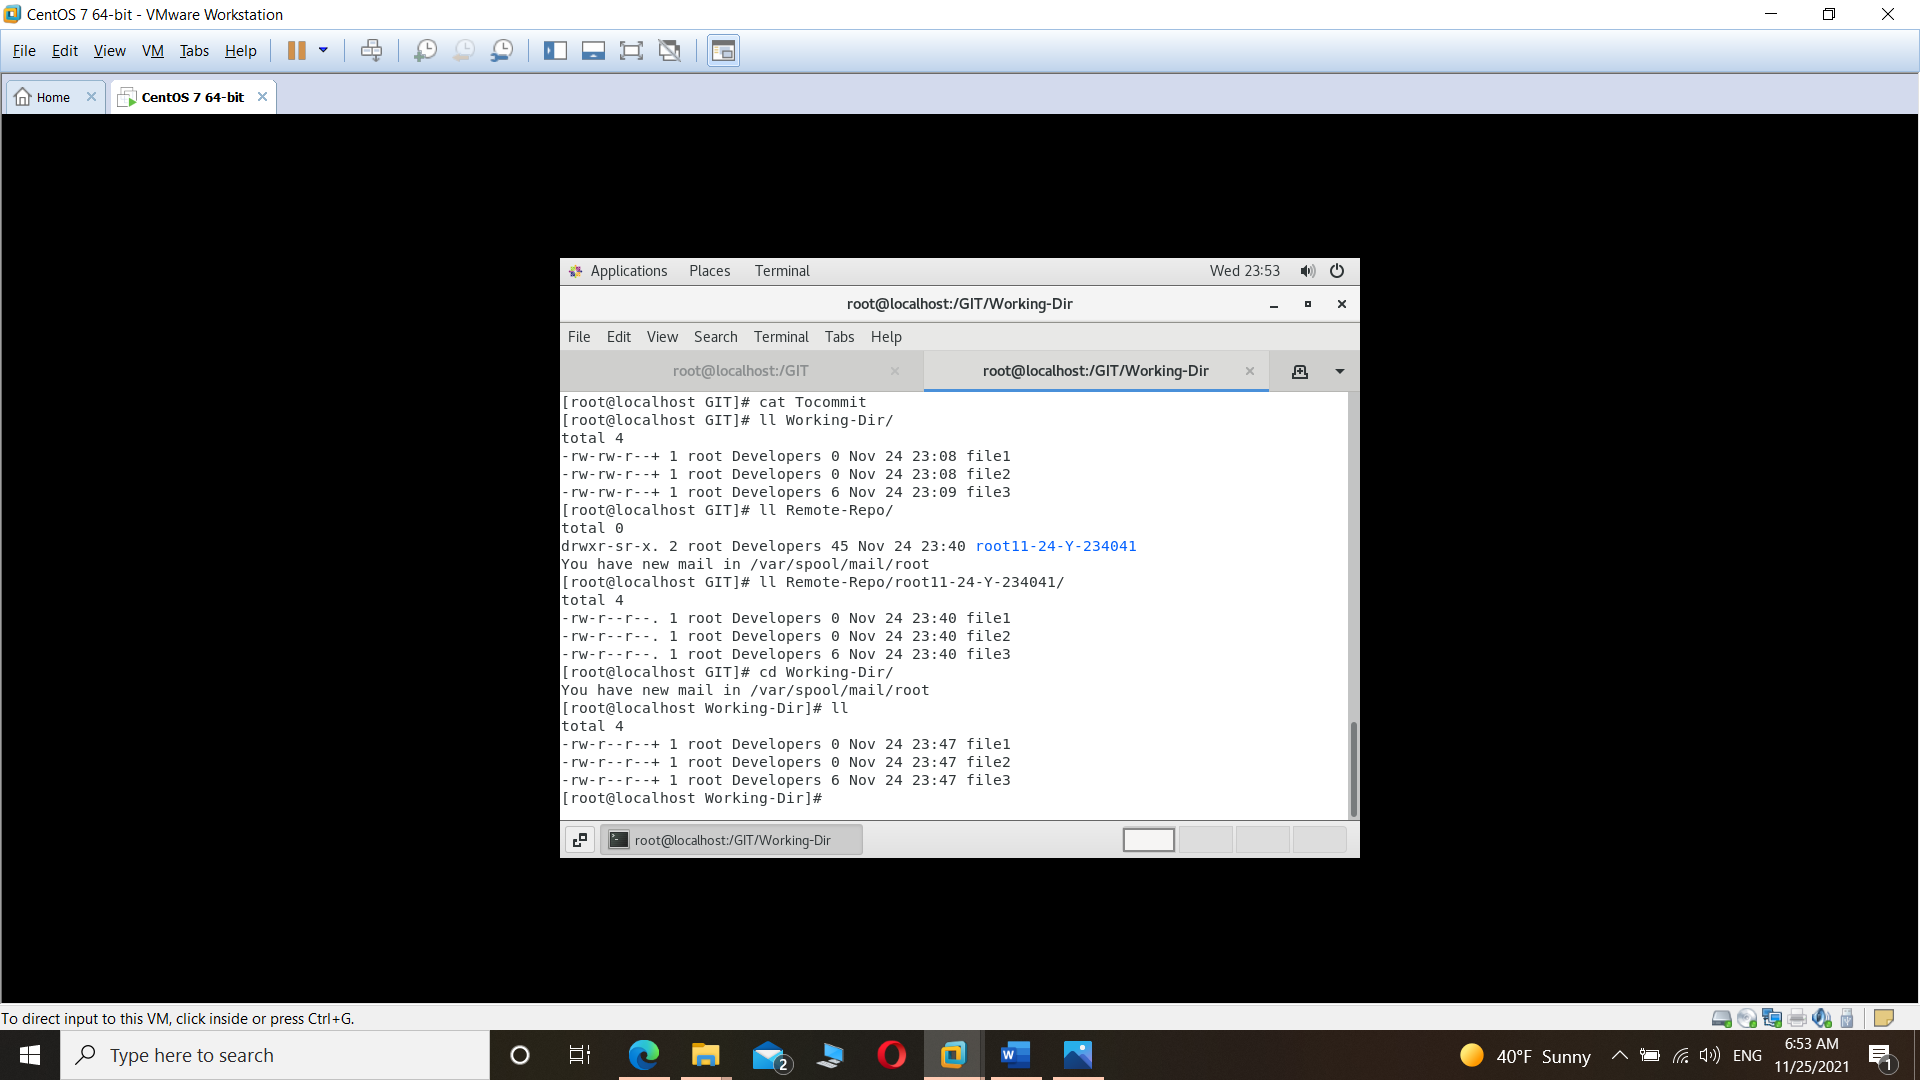 CentOS 7 64-bit - VMware Workstation
File Edit View VM Tabs Help
Home CentOS 7 64-bit
Applications Places Terminal Wed 23:53
root@localhost:/GIT/Working-Dir
File Edit View Search Terminal Tabs Help
root@localhost:/GIT root@localhost:/GIT/Working-Dir
[root@localhost GIT]# cat Tocommit
[root@localhost GIT]# ll Working-Dir/
total 4
-rw-rw-r--+ 1 root Developers 0 Nov 24 23:08 file1
-rw-rw-r--+ 1 root Developers 0 Nov 24 23:08 file2
-rw-rw-r--+ 1 root Developers 6 Nov 24 23:09 file3
[root@localhost GIT]# ll Remote-Repo/
total 0
drwxr-sr-x. 2 root Developers 45 Nov 24 23:40 root11-24-Y-234041
You have new mail in /var/spool/mail/root
[root@localhost GIT]# ll Remote-Repo/root11-24-Y-234041/
total 4
-rw-r--r--. 1 root Developers 0 Nov 24 23:40 file1
-rw-r--r--. 1 root Developers 0 Nov 24 23:40 file2
-rw-r--r--. 1 root Developers 6 Nov 24 23:40 file3
[root@localhost GIT]# cd Working-Dir/
You have new mail in /var/spool/mail/root
[root@localhost Working-Dir]# ll
total 4
-rw-r--r--+ 1 root Developers 0 Nov 24 23:47 file1
-rw-r--r--+ 1 root Developers 0 Nov 24 23:47 file2
-rw-r--r--+ 1 root Developers 6 Nov 24 23:47 file3
[root@localhost Working-Dir]#
root@localhost:/GIT/Working-Dir
To direct input to this VM, click inside or press Ctrl+G.
Type here to search
2
40°F Sunny
ENG
6:53 AM
11/25/2021
1